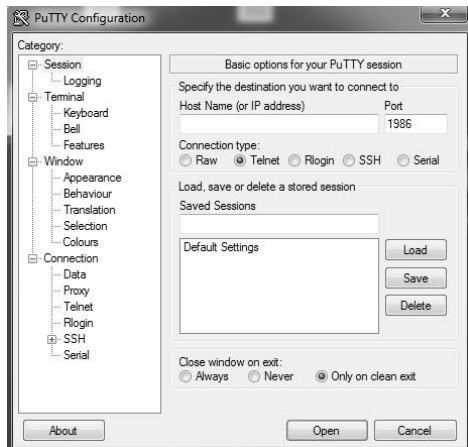 PuTTY Configuration
X
Category:
Session
Logging
Terminal
Keyboard
Bell
Features
Window
Appearance
Behaviour
Translation
Selection
Colours
Connection
Data
Proxy
Telnet
Rlogin
SSH
Serial
Basic options for your PuTTY session
Specify the destination you want to connect to
Host Name (or IP address) Port
1986
Connection type:
Raw Telnet Rlogin SSH Serial
Load, save or delete a stored session
Saved Sessions
Default Settings
Load
Save
Delete
Close window on exit:
Always Never Only on clean exit
About Open Cancel